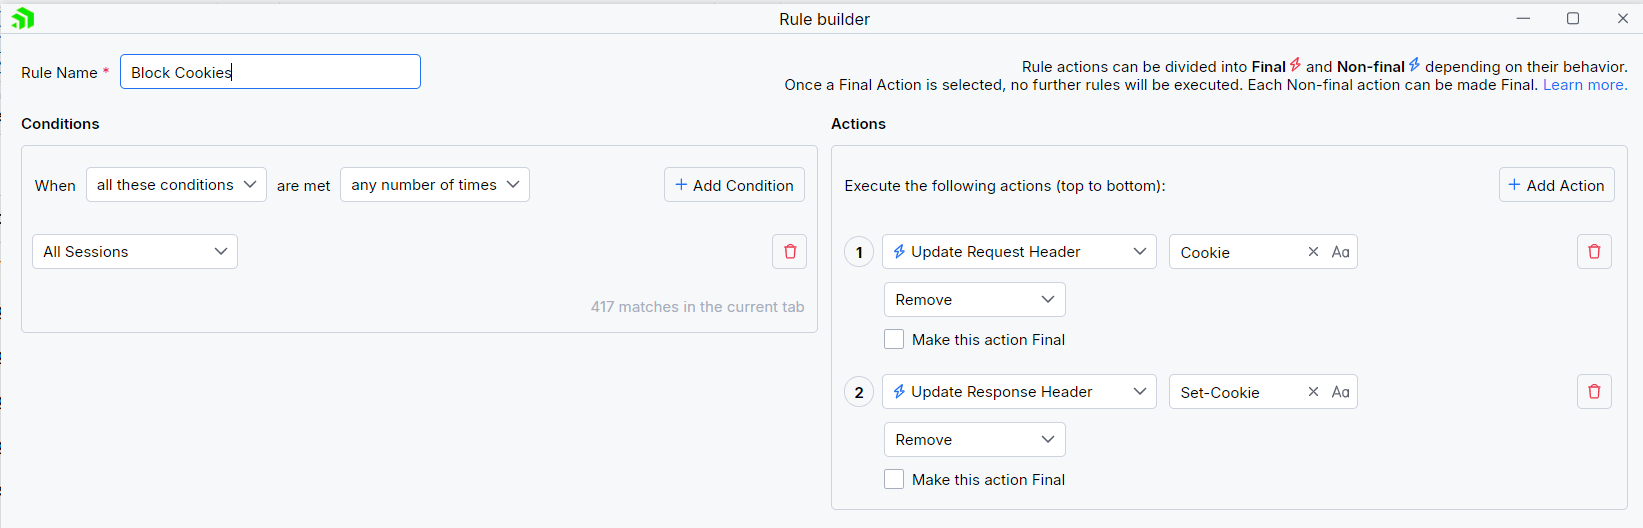 Rule builder
Rule Name * Block Cookies
Rule actions can be divided into Final and Non-final depending on their behavior.
Once a Final Action is selected, no further rules will be executed. Each Non-final action can be made Final. Learn more.
Conditions
When all these conditions are met any number of times + Add Condition
All Sessions
417 matches in the current tab
Actions
Execute the following actions (top to bottom): + Add Action
1 Update Request Header Cookie Aa
Remove
Make this action Final
2 Update Response Header Set-Cookie Aa
Remove
Make this action Final